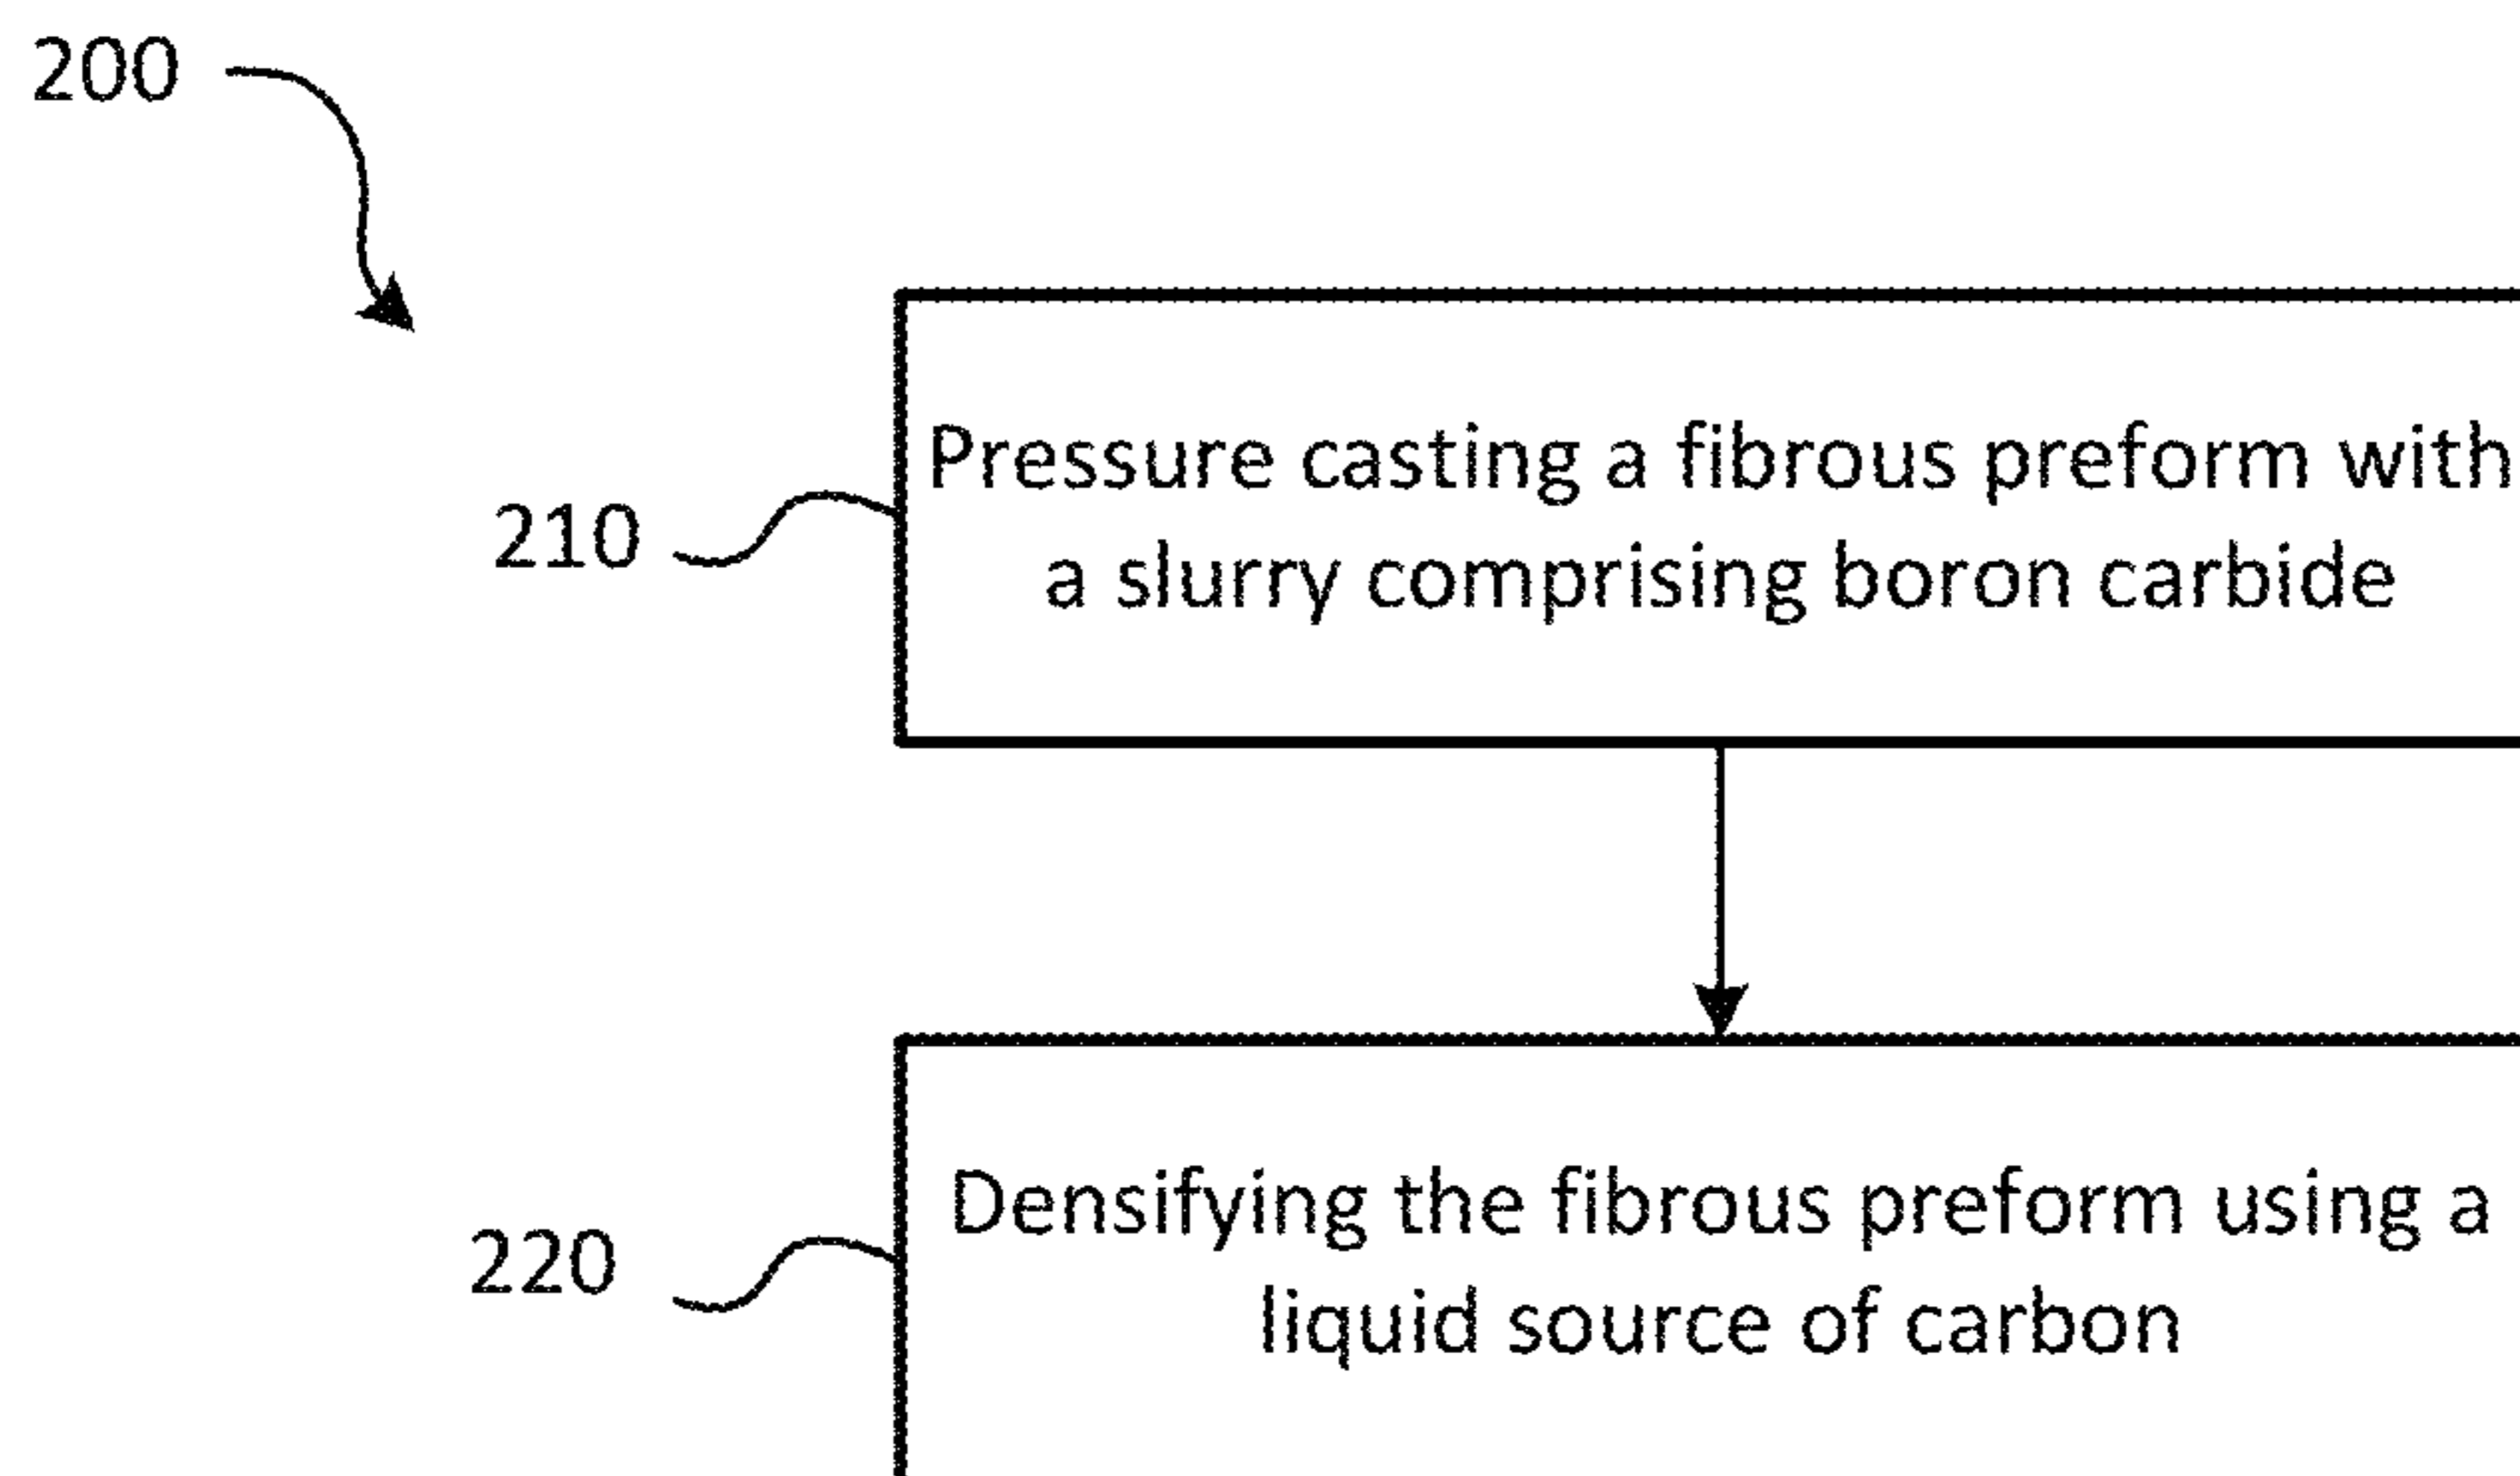 200
Pressure casting a fibrous preform with
a slurry comprising boron carbide
210
Densifying the fibrous preform using a
liquid source of carbon
220